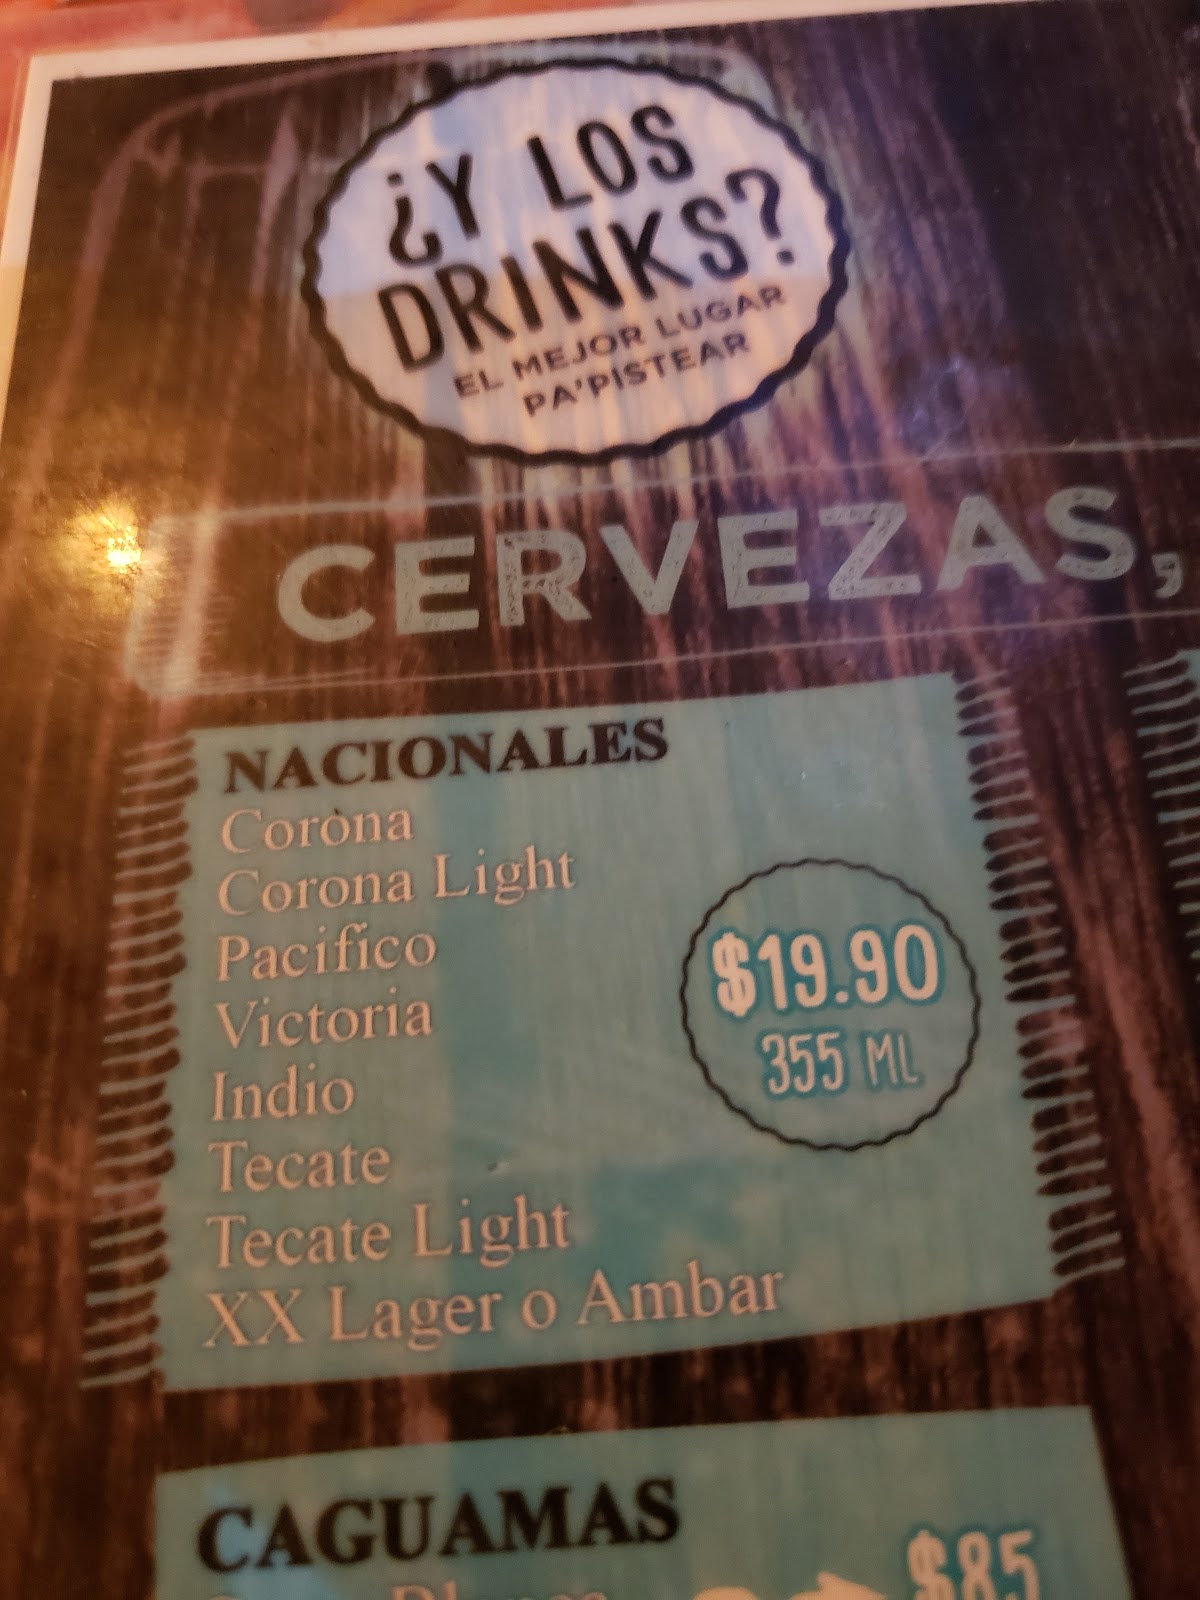 ¿Y LOS
DRINKS?
EL MEJOR LUGAR
PA'PISTEAR
CERVEZAS,
NACIONALES
Corona
Corona Light
Pacifico
Victoria
Indio
Tecate
Tecate Light
XX Lager o Ambar
$19.90
355 ML
CAGUAMAS
$85